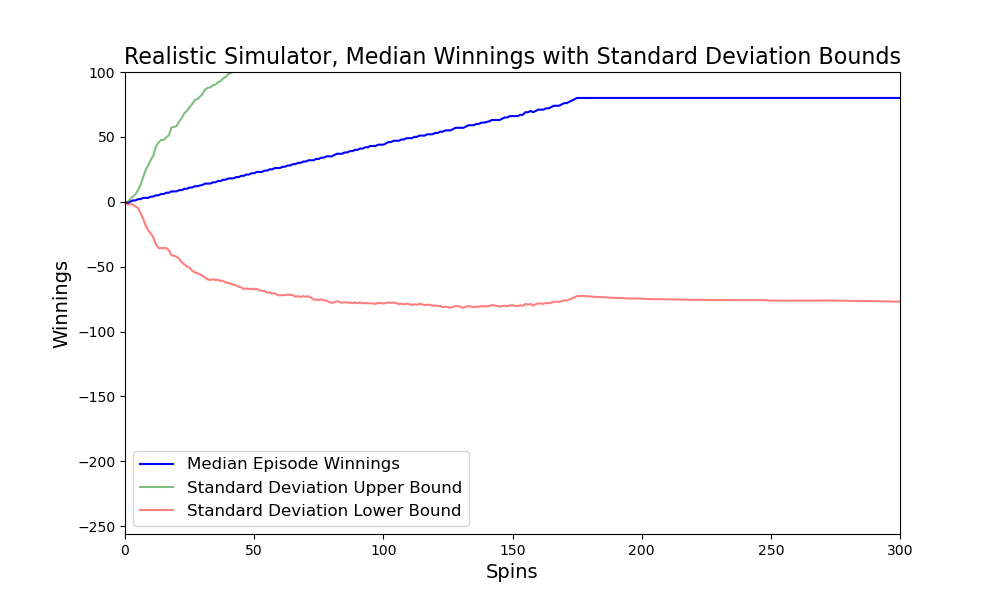 Realistic Simulator, Median Winnings with Standard Deviation Bounds
100
50
0
−50
−100
−150
−200
−250
Winnings
Median Episode Winnings
Standard Deviation Upper Bound
Standard Deviation Lower Bound
0 50 100 150 200 250 300
Spins